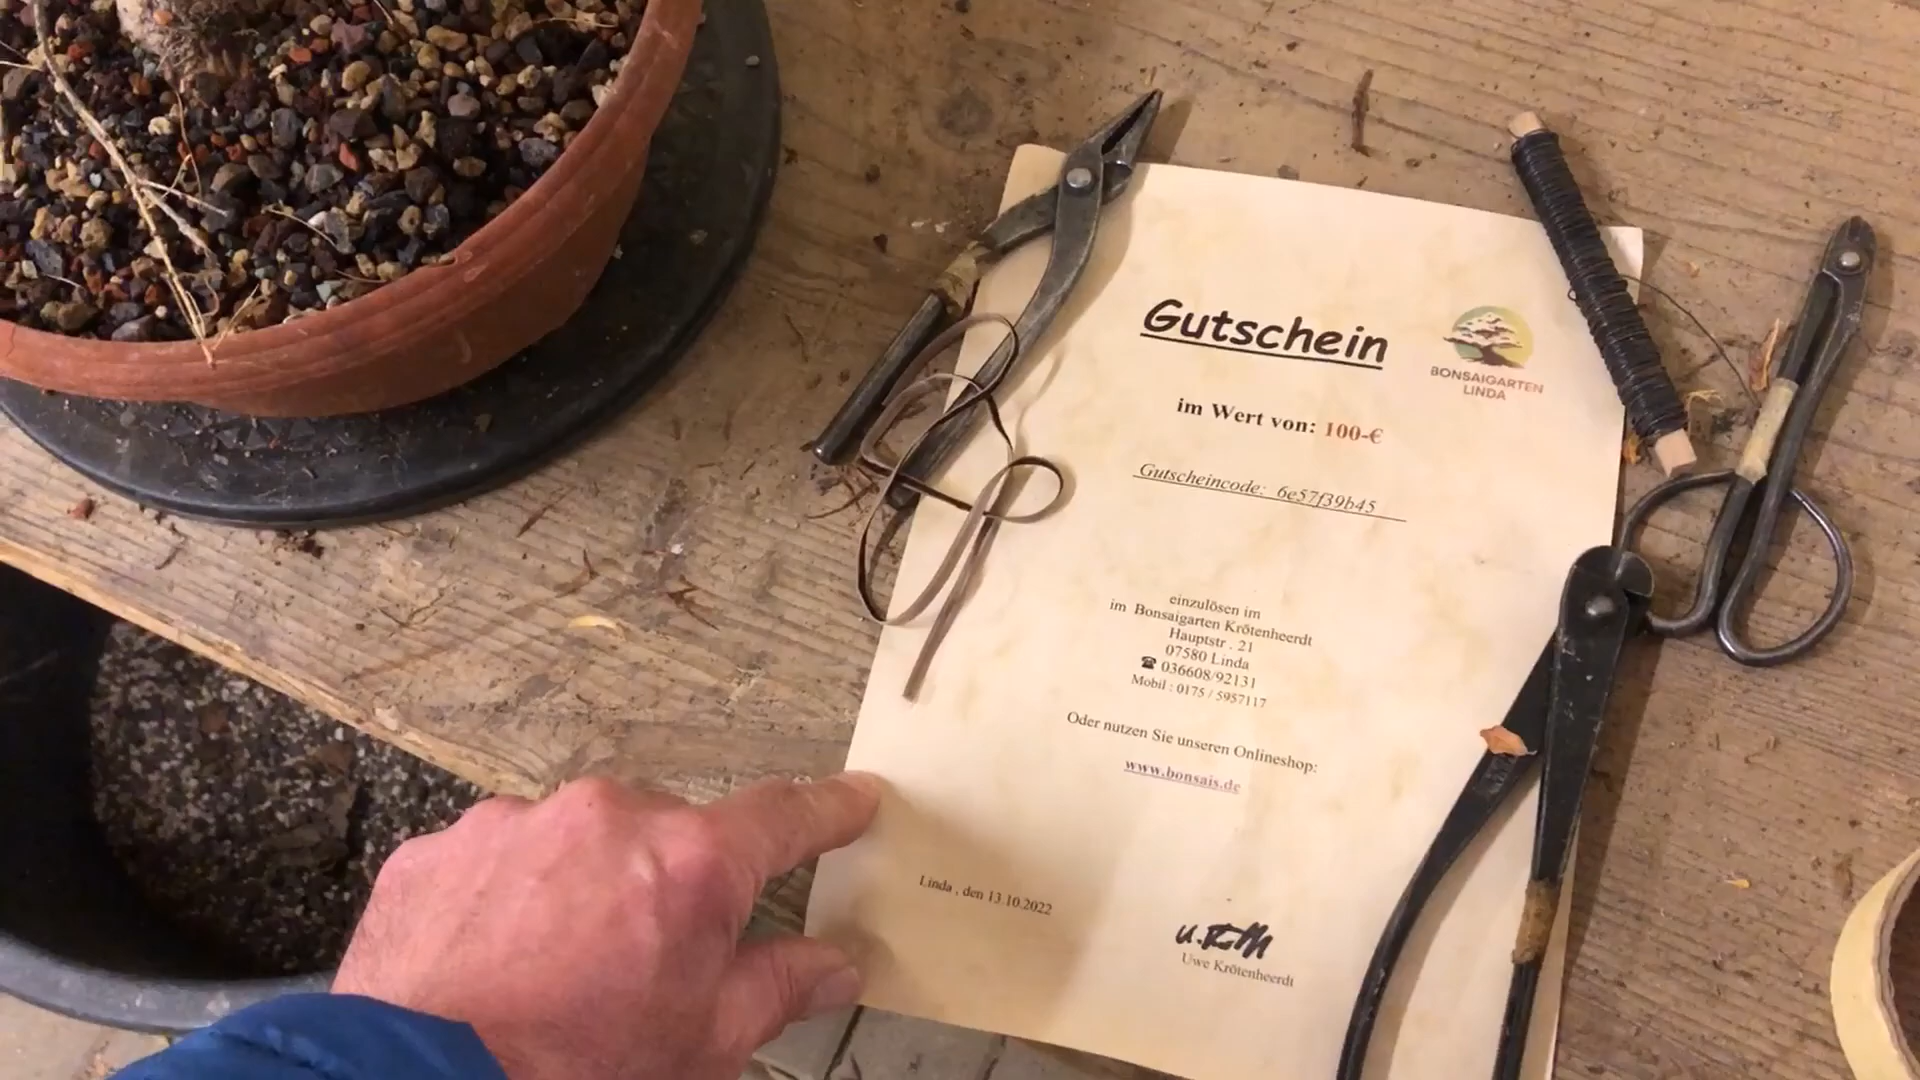 Gutschein
BONSAIGARTEN
LINDA
im Wert von: 100-€
Gutscheincode: 6e57f39b45
einzulösen im
im Bonsaigarten Krötenheerdt
Hauptstr . 21
07580 Linda
☎ 036608/92131
Mobil : 0175 / 5957117
Oder nutzen Sie unseren Onlineshop:
www.bonsais.de
Linda , den 13.10.2022
Uwe Krötenheerdt